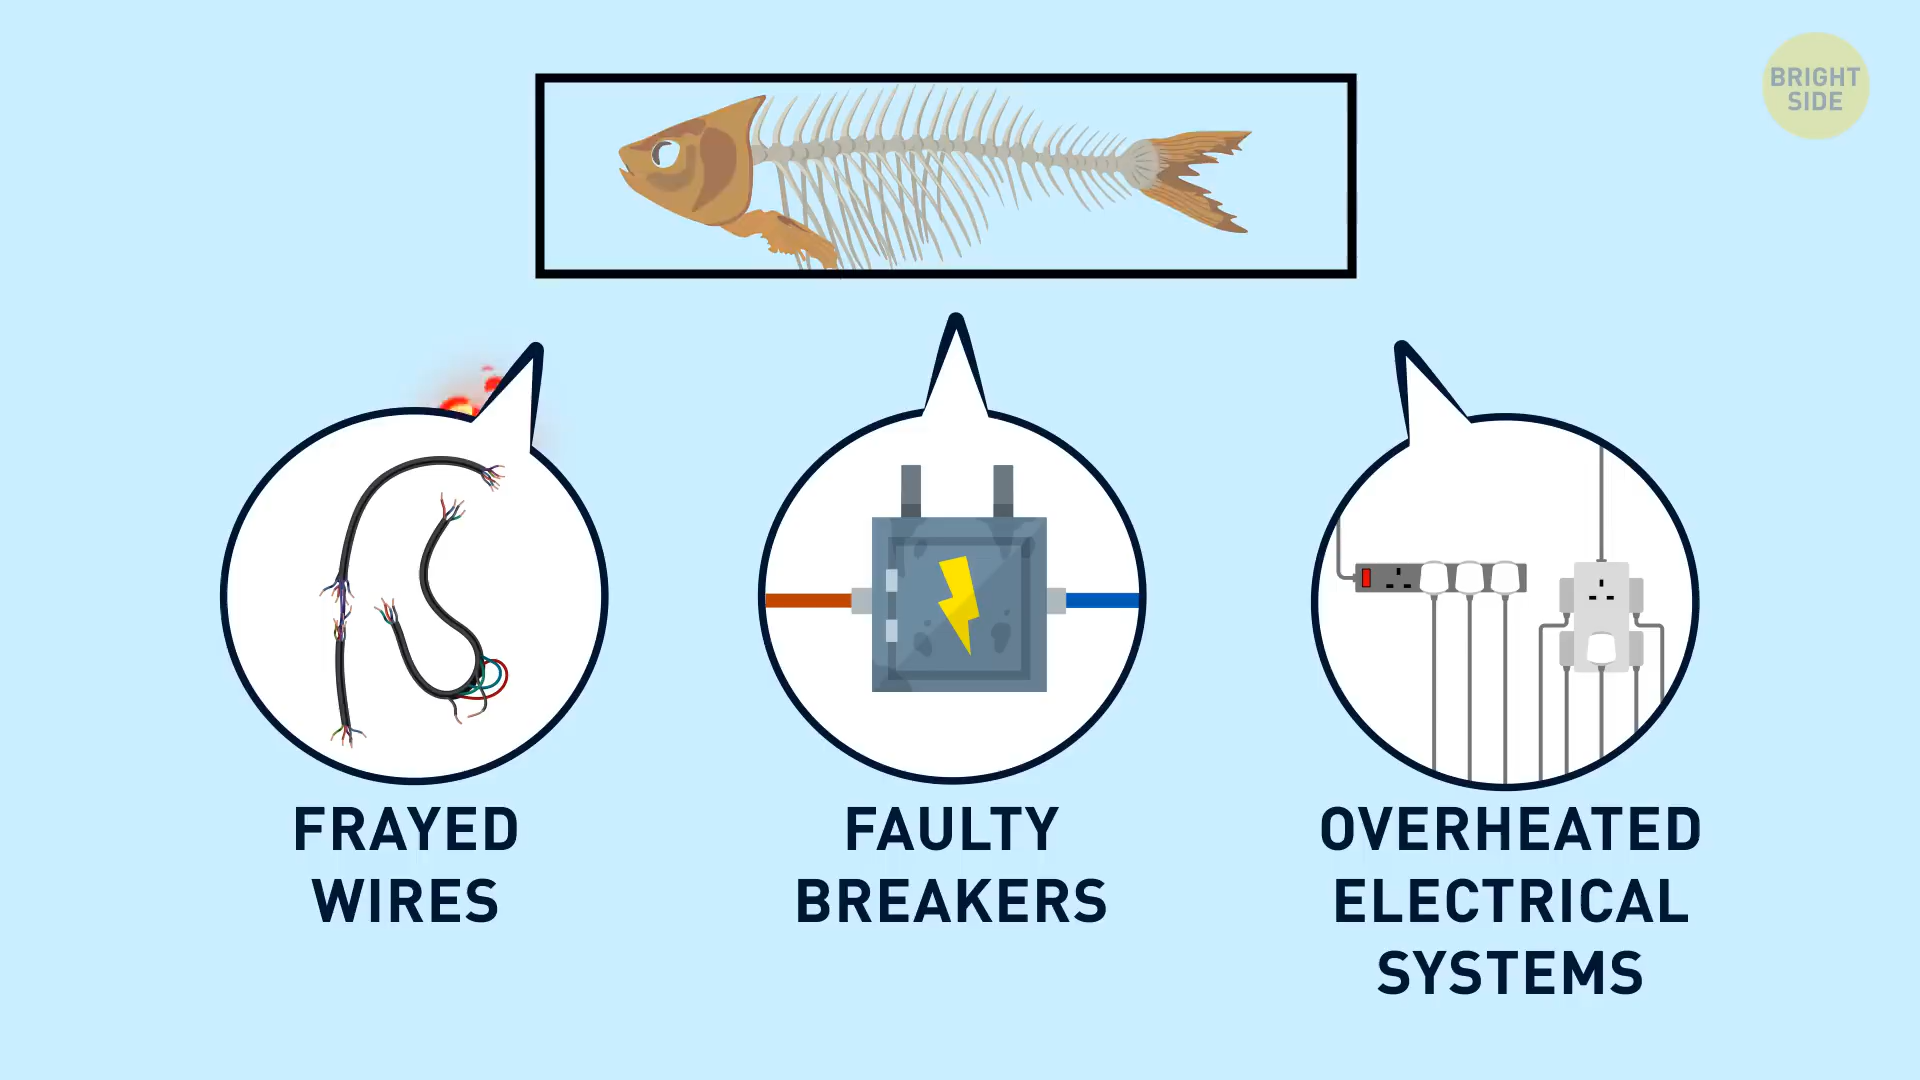 BRIGHT
SIDE
FRAYED
WIRES
FAULTY
BREAKERS
OVERHEATED
ELECTRICAL
SYSTEMS